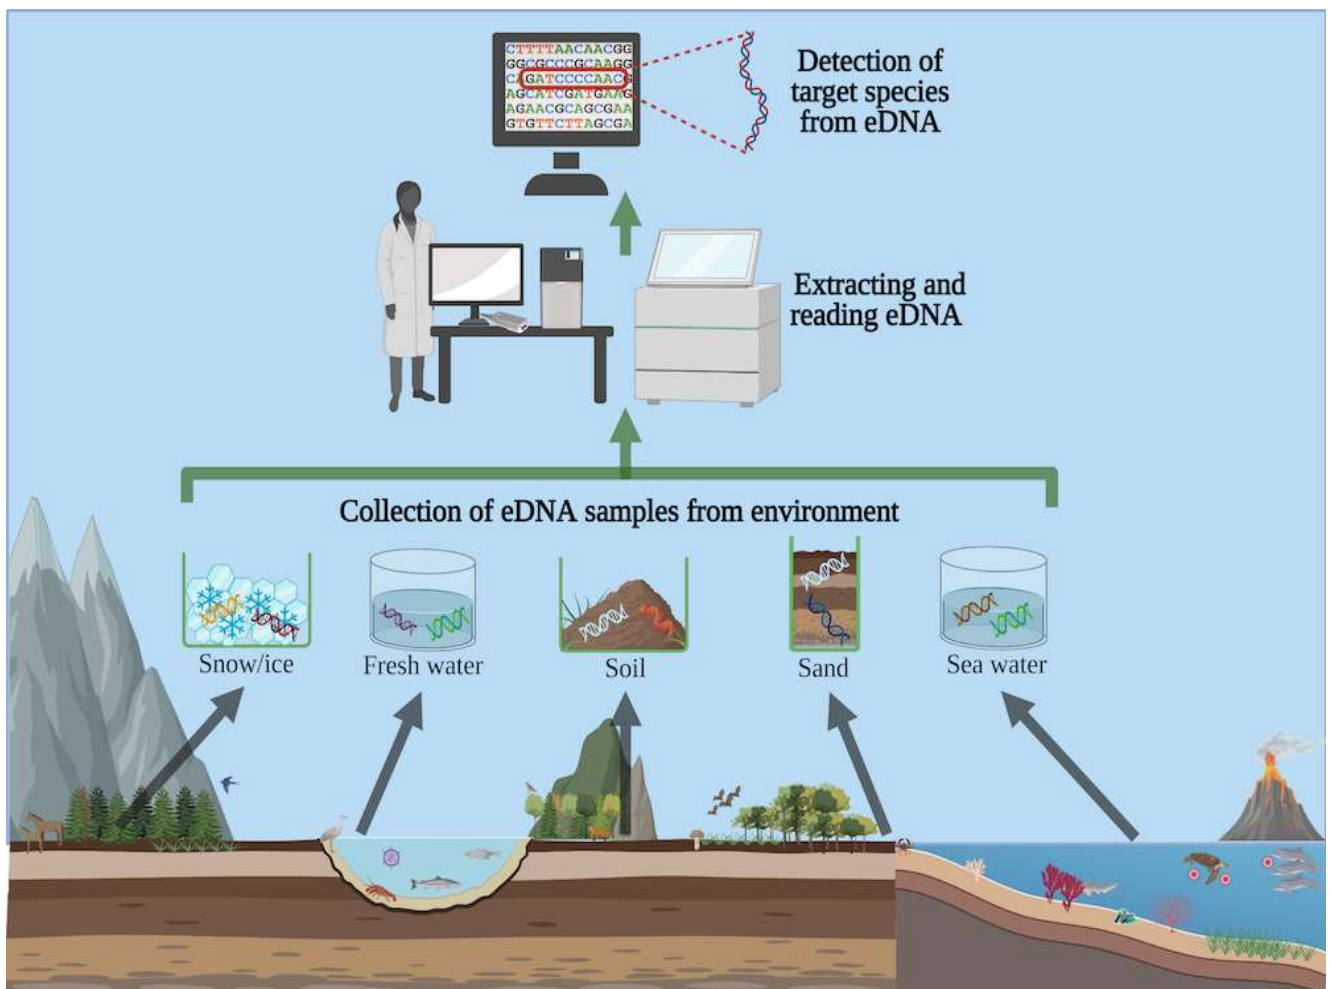 CTTTTAACAACGG
GGCGCCCGCAAGG
CAGATCCCCAACG
AGCATCGATGAAG
AGAACGCAGCGAA
GTGTTCTTAGCGA
Detection of
target species
from eDNA
Extracting and
reading eDNA
Collection of eDNA samples from environment
Snow/ice
Fresh water
Soil
Sand
Sea water